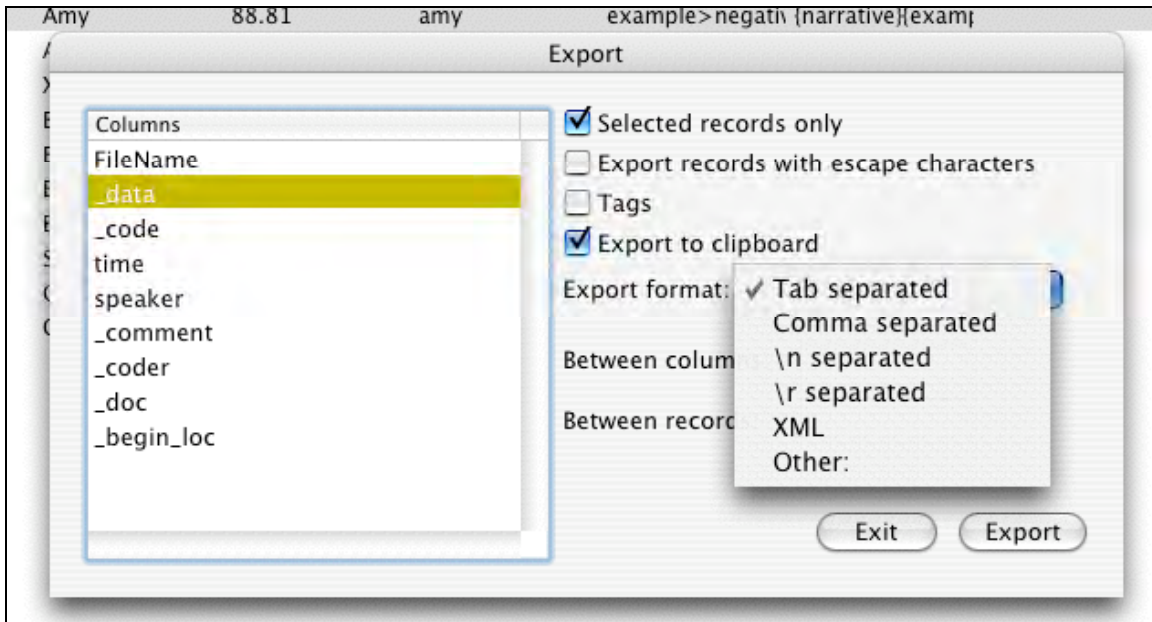 Amy 88.81 amy example>negati\ {narrative}{examp
Export
Columns
FileName
_data
_code
time
speaker
_comment
_coder
_doc
_begin_loc
Selected records only
Export records with escape characters
Tags
Export to clipboard
Export format: ✓ Tab separated
Comma separated
\n separated
\r separated
XML
Other:
Between colum
Between record
Exit Export